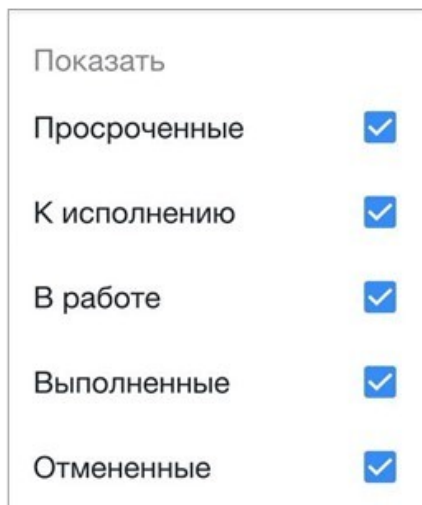 Показать
Просроченные
К исполнению
В работе
Выполненные
Отмененные